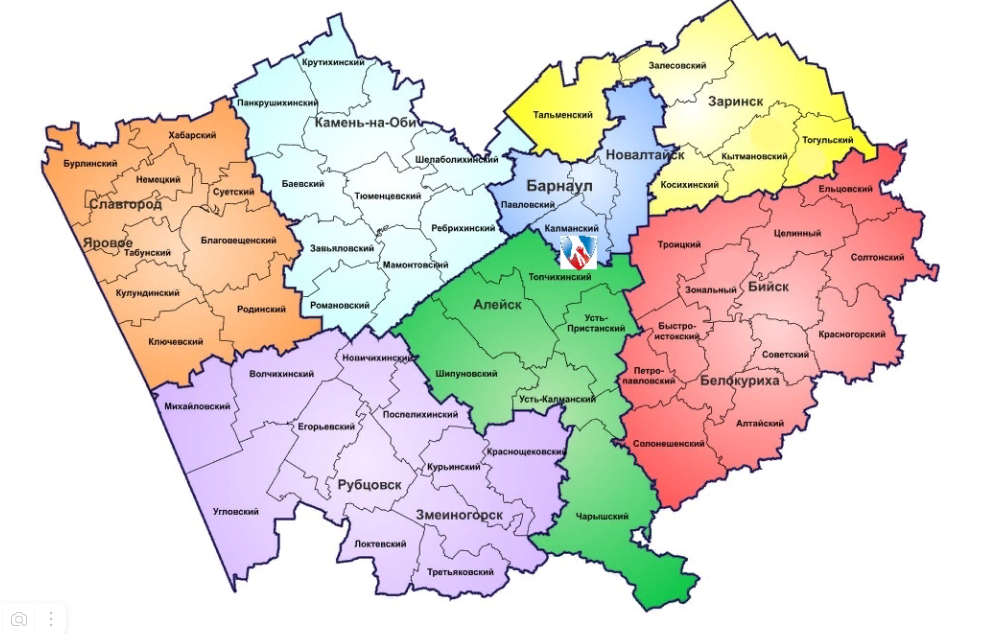 Крутихинский
Залесовский
Панкрушихинский
Заринск
Тальменский
Камень-на-Оби
Хабарский
Тогульский
Новалтайск
Кытмановский
Шелаболихинский
Бурлинский
Немецкий
Баевский
Барнаул
Косихинский
Суетский
Ельцовский
Тюменцевский
Славгород
Павловский
Ребрихинский
Калманский
Целинный
Яровое
Благовещенский
Троицкий
Завьяловский
Табунский
Солтонский
Мамонтовский
Топчихинский
Кулундинский
Зональный
Бийск
Романовский
Алейск
Родинский
Усть-
Пристанский
Быстро-
истокский
Красногорский
Ключевский
Новичихинский
Советский
Волчихинский
Шипуновский
Петро-
павловский
Белокуриха
Усть-Калманский
Михайловский
Поспелихинский
Алтайский
Егорьевский
Солонешенский
Краснощековский
Курьинский
Рубцовск
Угловский
Змеиногорск
Чарышский
Локтевский
Третьяковский